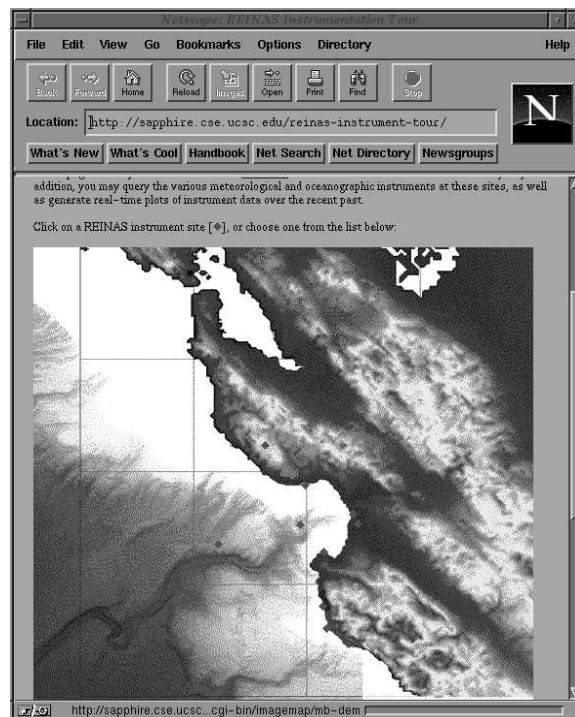 Netscape: REINAS Instrumentation Tour
File Edit View Go Bookmarks Options Directory Help
Back Forward Home Reload Images Open Print Find Stop
N
Location: http://sapphire.cse.ucsc.edu/reinas-instrument-tour/
What's New What's Cool Handbook Net Search Net Directory Newsgroups
addition, you may query the various meteorological and oceanographic instruments at these sites, as well
as generate real-time plots of instrument data over the recent past.
Click on a REINAS instrument site [◆], or choose one from the list below:
http://sapphire.cse.ucsc...cgi-bin/imagemap/mb-dem